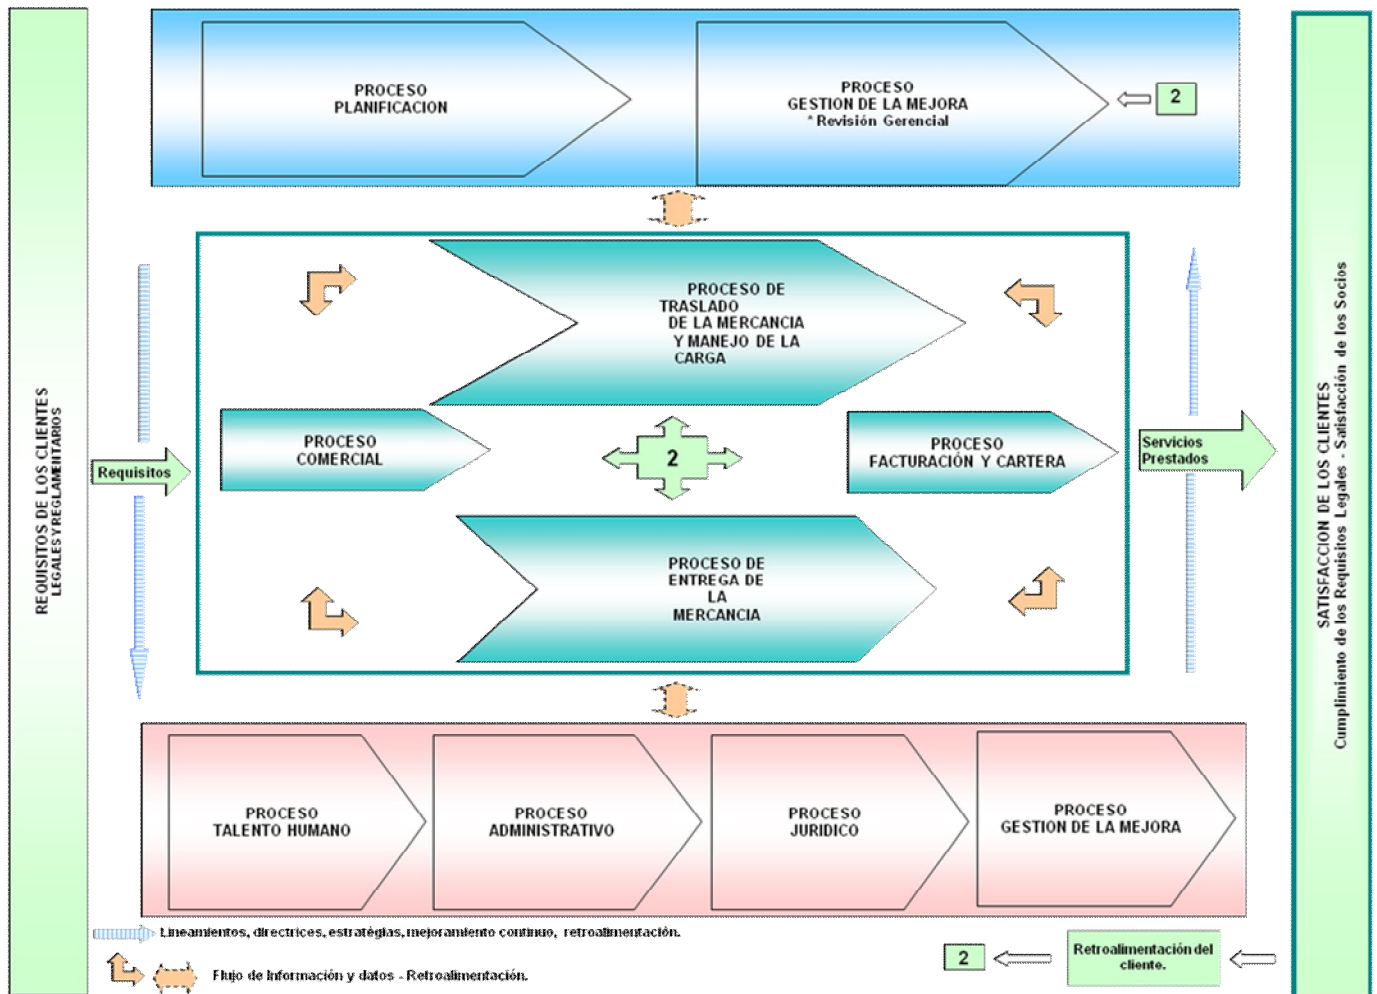 REQUISITOS DE LOS CLIENTES
LEGALES Y REGLAMENTARIOS
PROCESO
PLANIFICACION
PROCESO
GESTION DE LA MEJORA
* Revisión Gerencial
2
PROCESO DE
TRASLADO
DE LA MERCANCIA
Y MANEJO DE LA
CARGA
Requisitos
PROCESO
COMERCIAL
2
PROCESO
FACTURACIÓN Y CARTERA
Servicios
Prestados
PROCESO DE
ENTREGA DE
LA
MERCANCIA
PROCESO
TALENTO HUMANO
PROCESO
ADMINISTRATIVO
PROCESO
JURIDICO
PROCESO
GESTION DE LA MEJORA
SATISFACCION DE LOS CLIENTES
Cumplimiento de los Requisitos Legales - Satisfacción de los Socios
Lineamientos, directrices, estratégias, mejoramiento continuo, retroalimentación.
Flujo de Información y datos - Retroalimentación.
2
Retroalimentación del
cliente.